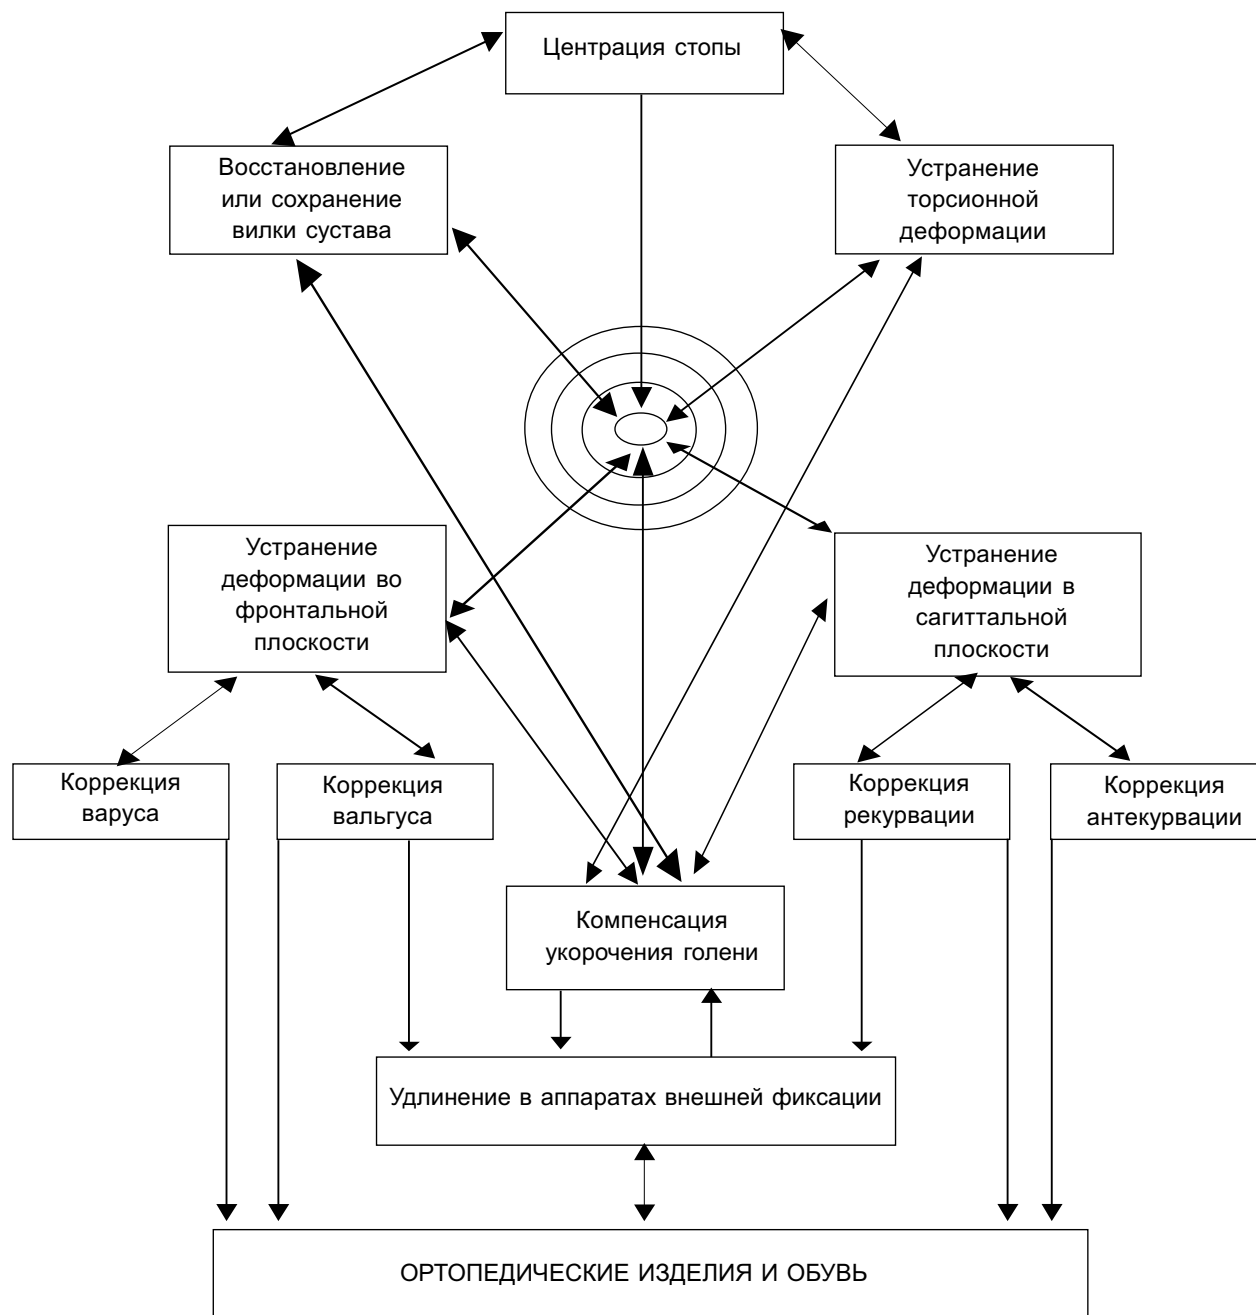 Центрация стопы
Восстановление
или сохранение
вилки сустава
Устранение
торсионной
деформации
Устранение
деформации во
фронтальной
плоскости
Устранение
деформации в
сагиттальной
плоскости
Коррекция
варуса
Коррекция
вальгуса
Коррекция
рекурвации
Коррекция
антекурвации
Компенсация
укорочения голени
Удлинение в аппаратах внешней фиксации
ОРТОПЕДИЧЕСКИЕ ИЗДЕЛИЯ И ОБУВЬ